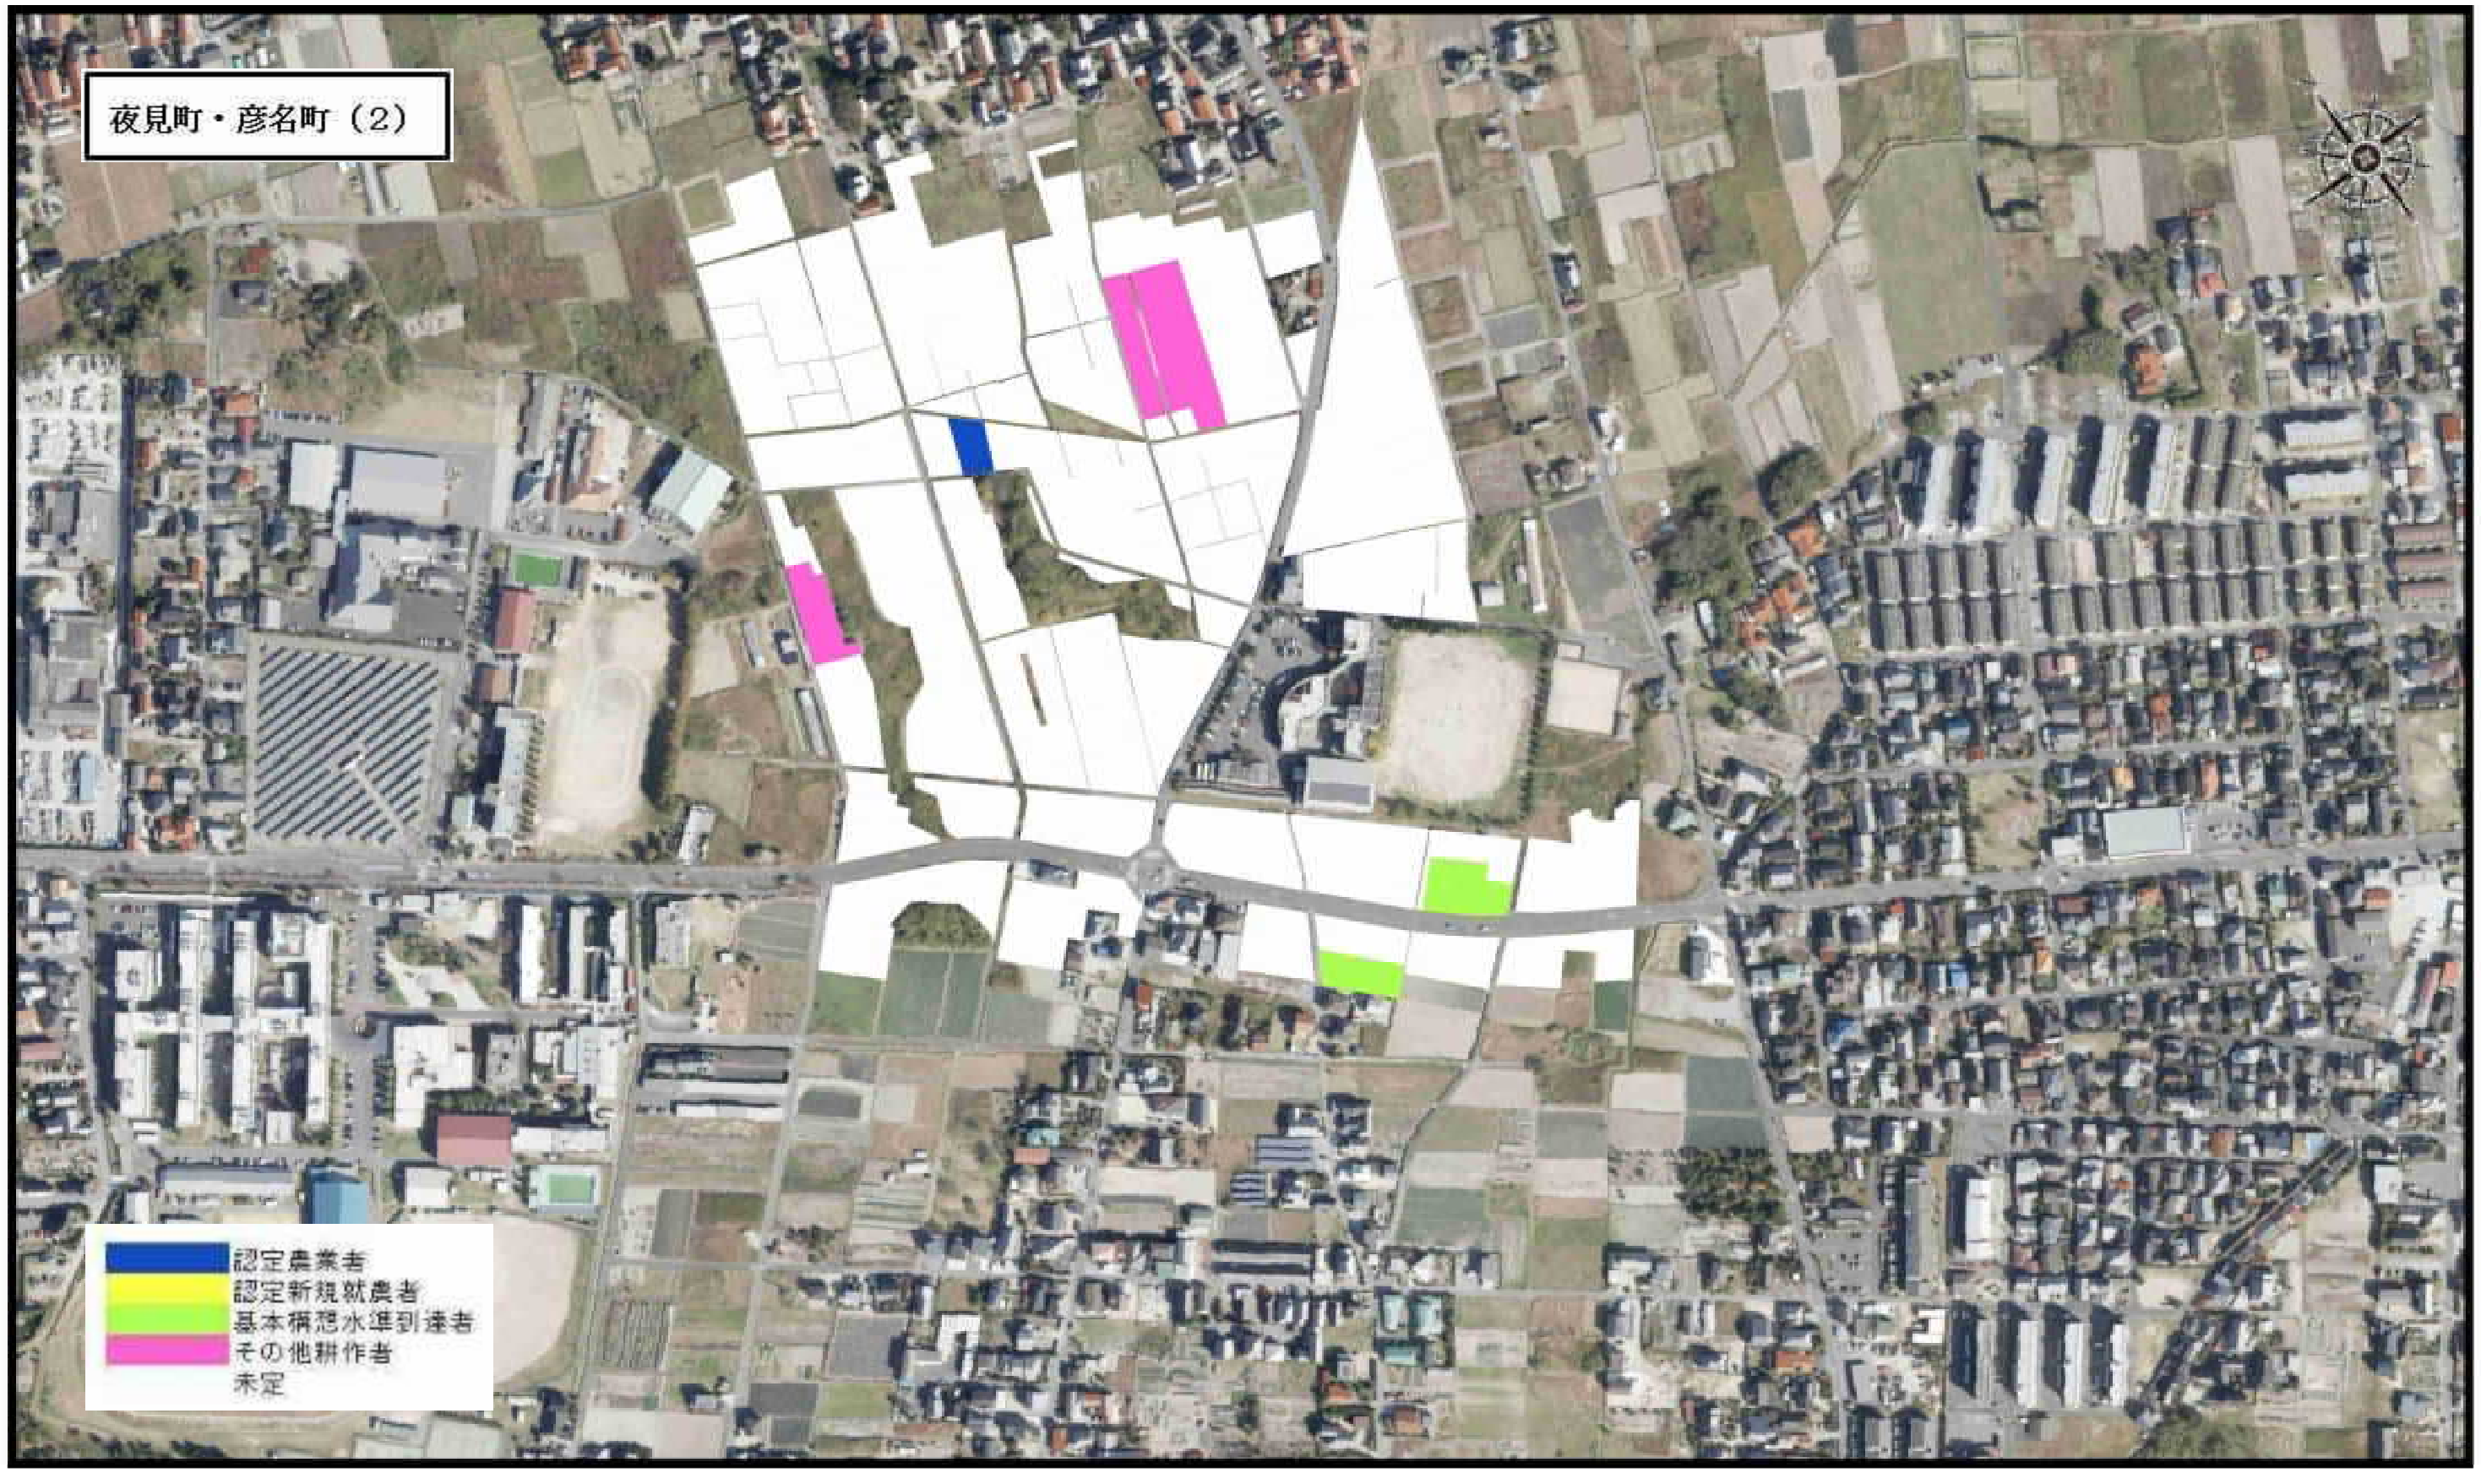 夜見町・彦名町（２）
認定農業者
認定新規就農者
基本構想水準到達者
その他耕作者
未定